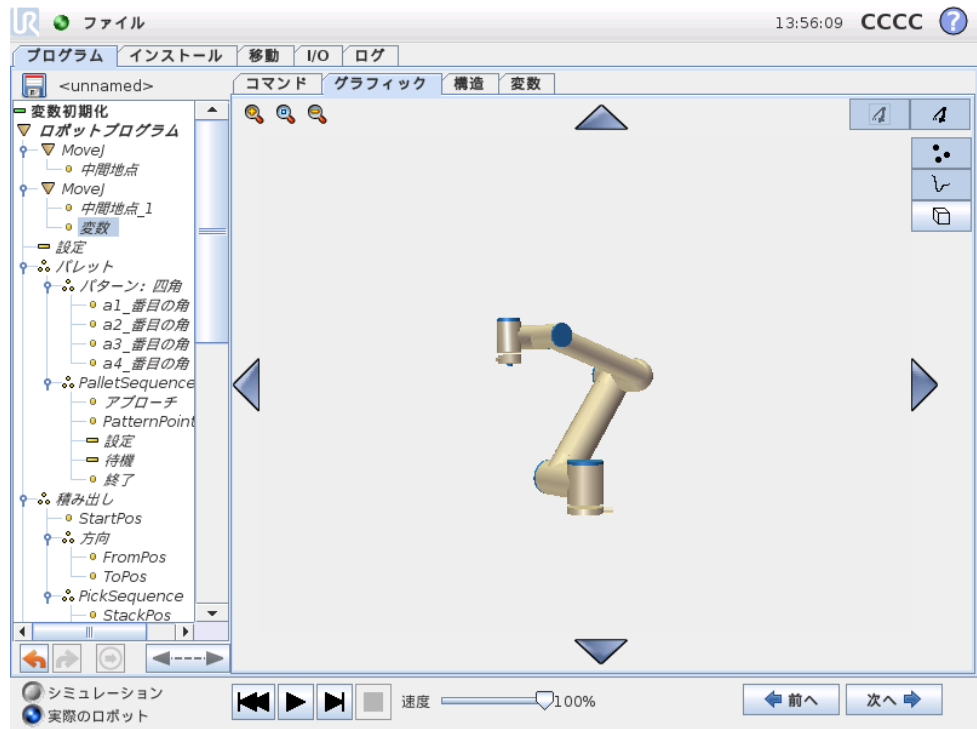 UR ファイル 13:56:09 CCCC ?
プログラム インストール 移動 I/O ログ
<unnamed>
コマンド グラフィック 構造 変数
変数初期化
ロボットプログラム
MoveJ
中間地点
MoveJ
中間地点_1
変数
設定
パレット
パターン: 四角
a1_番目の角
a2_番目の角
a3_番目の角
a4_番目の角
PalletSequence
アプローチ
PatternPoint
設定
待機
終了
積み出し
StartPos
方向
FromPos
ToPos
PickSequence
StackPos
シミュレーション
実際のロボット
速度 100%
前へ 次へ